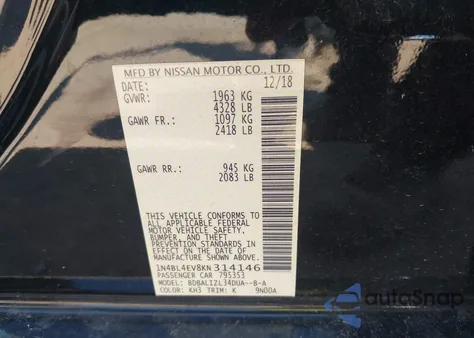 MFD BY NISSAN MOTOR CO., LTD.
DATE: 12/18
GVWR: 1963 KG
4328 LB
GAWR FR.: 1097 KG
2418 LB
GAWR RR.: 945 KG
2083 LB
THIS VEHICLE CONFORMS TO
ALL APPLICABLE FEDERAL
MOTOR VEHICLE SAFETY,
BUMPER, AND THEFT
PREVENTION STANDARDS
IN EFFECT ON THE DATE OF
MANUFACTURE SHOWN ABOVE.
1N4BL4EV8KN314146
PASSENGER CAR 795353
MODEL: BDBALIZL34DUA--B-A
COLOR: KH3 TRIM: K 9N00A
autosnap